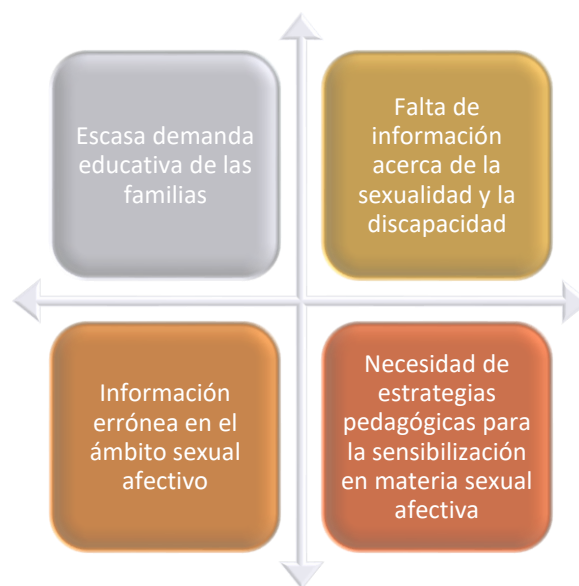 Escasa demanda
educativa de las
familias
Falta de
información
acerca de la
sexualidad y la
discapacidad
Información
errónea en el
ámbito sexual
afectivo
Necesidad de
estrategias
pedagógicas para
la sensibilización
en materia sexual
afectiva